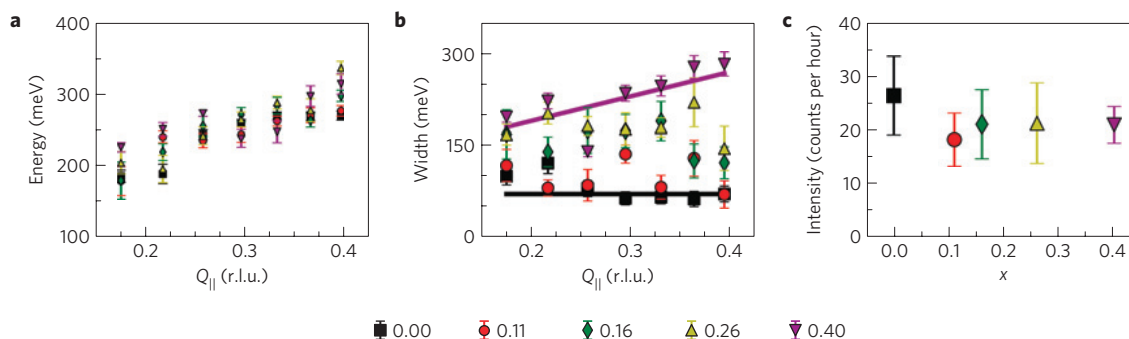 a
400
300
200
100
Energy (meV)
0.2
0.3
0.4
Q|| (r.l.u.)
b
300
150
0
Width (meV)
0.2
0.3
0.4
Q|| (r.l.u.)
c
40
30
20
10
0
Intensity (counts per hour)
0.0
0.1
0.2
0.3
0.4
x
0.00 0.11 0.16 0.26 0.40